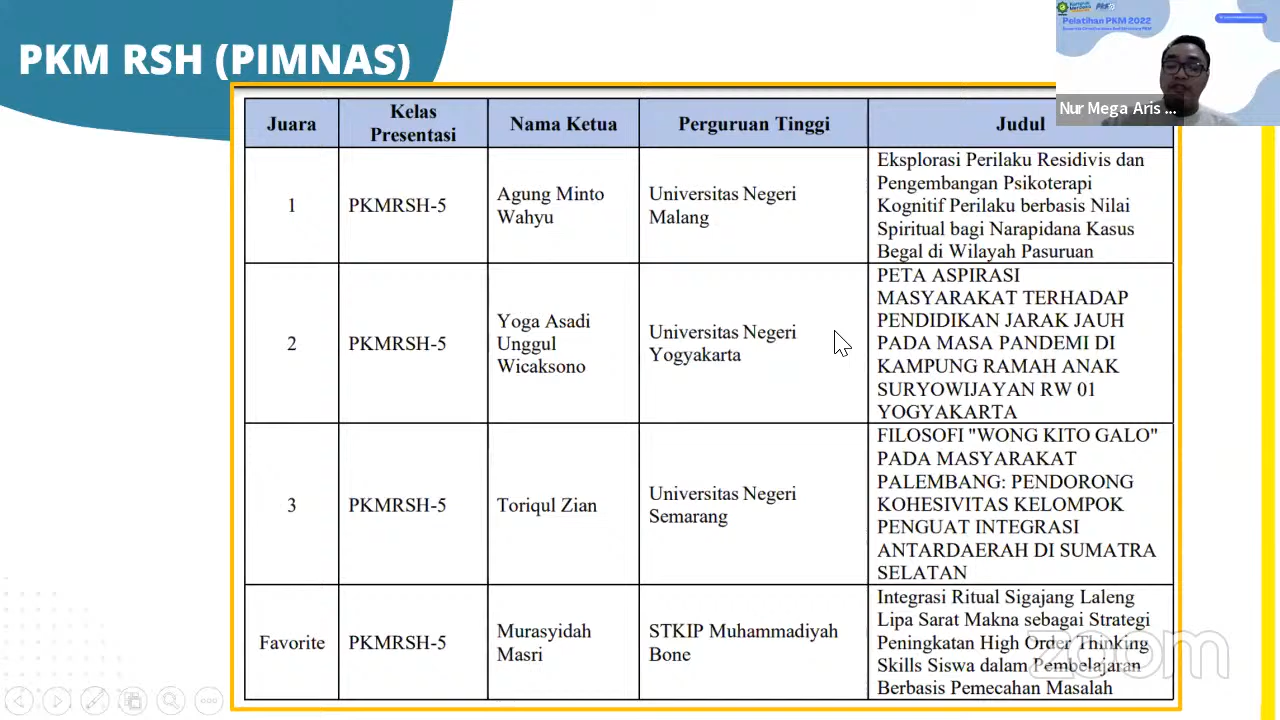 PKM RSH (PIMNAS)
Pelatihan PKM 2022
Nur Mega Aris ...
Juara
Kelas
Presentasi
Nama Ketua
Perguruan Tinggi
Judul
1
PKMRSH-5
Agung Minto
Wahyu
Universitas Negeri
Malang
Eksplorasi Perilaku Residivis dan
Pengembangan Psikoterapi
Kognitif Perilaku berbasis Nilai
Spiritual bagi Narapidana Kasus
Begal di Wilayah Pasuruan
2
PKMRSH-5
Yoga Asadi
Unggul
Wicaksono
Universitas Negeri
Yogyakarta
PETA ASPIRASI
MASYARAKAT TERHADAP
PENDIDIKAN JARAK JAUH
PADA MASA PANDEMI DI
KAMPUNG RAMAH ANAK
SURYOWIJAYAN RW 01
YOGYAKARTA
3
PKMRSH-5
Toriqul Zian
Universitas Negeri
Semarang
FILOSOFI "WONG KITO GALO"
PADA MASYARAKAT
PALEMBANG: PENDORONG
KOHESIVITAS KELOMPOK
PENGUAT INTEGRASI
ANTARDAERAH DI SUMATRA
SELATAN
Favorite
PKMRSH-5
Murasyidah
Masri
STKIP Muhammadiyah
Bone
Integrasi Ritual Sigajang Laleng
Lipa Sarat Makna sebagai Strategi
Peningkatan High Order Thinking
Skills Siswa dalam Pembelajaran
Berbasis Pemecahan Masalah
zoom